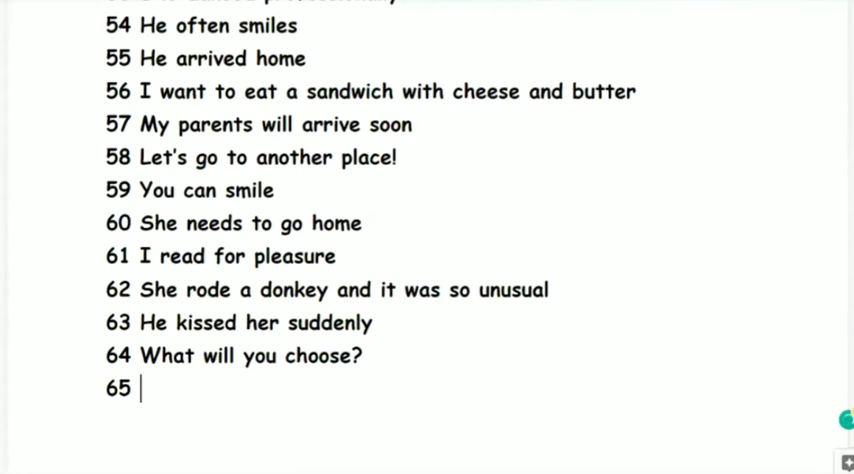 54 He often smiles
55 He arrived home
56 I want to eat a sandwich with cheese and butter
57 My parents will arrive soon
58 Let's go to another place!
59 You can smile
60 She needs to go home
61 I read for pleasure
62 She rode a donkey and it was so unusual
63 He kissed her suddenly
64 What will you choose?
65